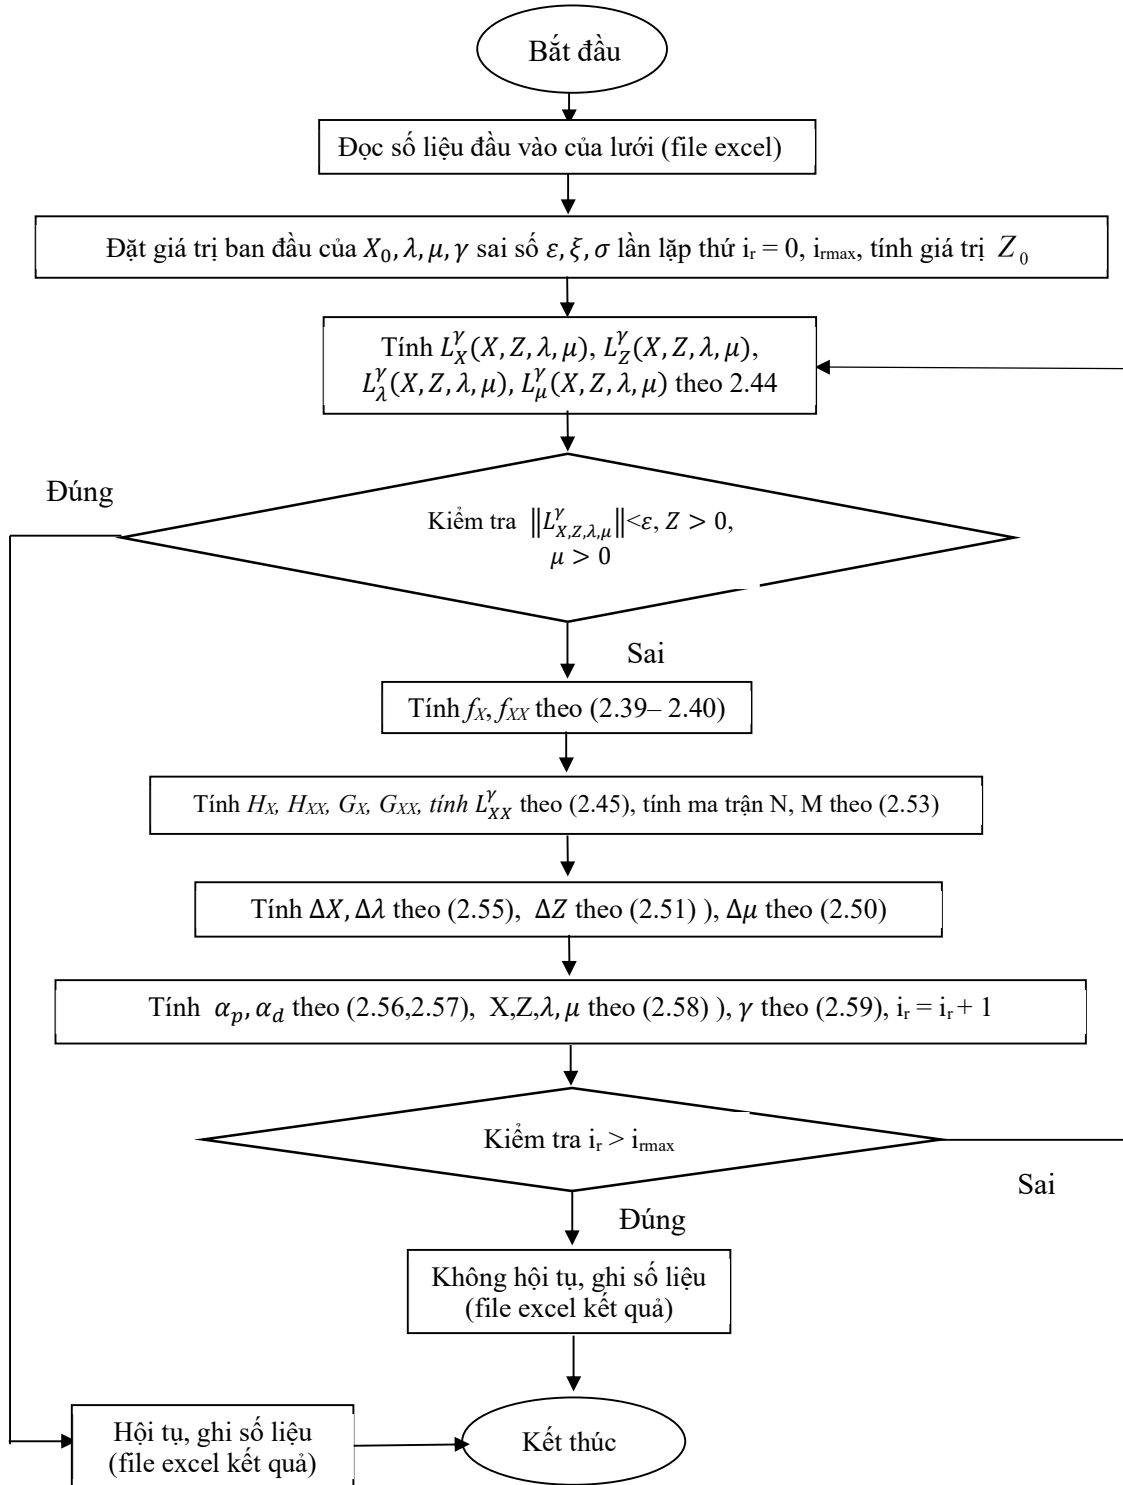 Bắt đầu
Đọc số liệu đầu vào của lưới (file excel)
Đặt giá trị ban đầu của X₀, λ, μ, γ sai số ε, ξ, σ lần lặp thứ iᵣ = 0, iᵣₘₐₓ, tính giá trị Z₀
Tính L_X^γ(X, Z, λ, μ), L_Z^γ(X, Z, λ, μ),
L_λ^γ(X, Z, λ, μ), L_μ^γ(X, Z, λ, μ) theo 2.44
Đúng
Kiểm tra ‖L_{X,Z,λ,μ}^γ‖<ε, Z > 0,
μ > 0
Sai
Tính f_X, f_XX theo (2.39– 2.40)
Tính H_X, H_XX, G_X, G_XX, tính L_XX^γ theo (2.45), tính ma trận N, M theo (2.53)
Tính ΔX, Δλ theo (2.55), ΔZ theo (2.51) ), Δμ theo (2.50)
Tính α_p, α_d theo (2.56,2.57), X,Z,λ, μ theo (2.58) ), γ theo (2.59), iᵣ = iᵣ + 1
Kiểm tra iᵣ > iᵣₘₐₓ
Sai
Đúng
Không hội tụ, ghi số liệu
(file excel kết quả)
Hội tụ, ghi số liệu
(file excel kết quả)
Kết thúc